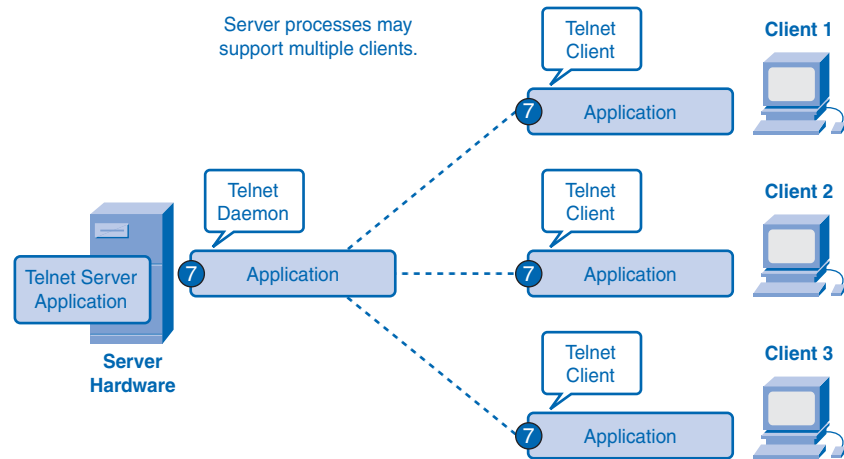 Server processes may
support multiple clients.
Telnet
Client
Client 1
7
Application
Telnet
Daemon
Telnet
Client
Client 2
Telnet Server
Application
7
Application
7
Application
Server
Hardware
Telnet
Client
Client 3
7
Application